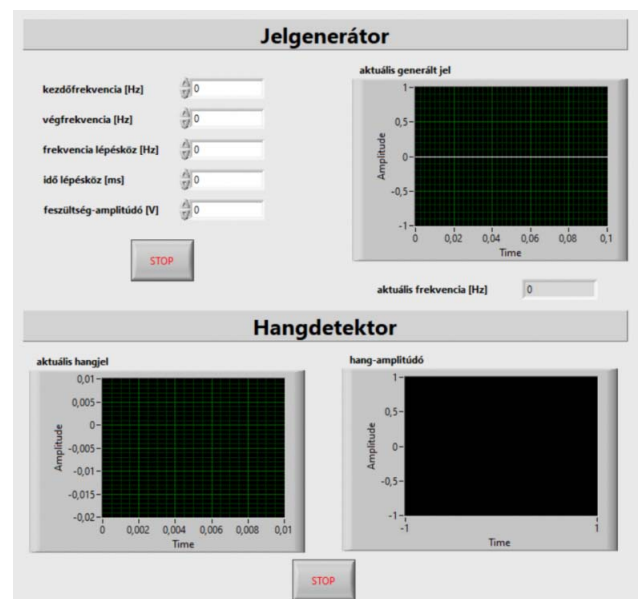 Jelgenerátor
kezdőfrekvencia [Hz] 0
végfrekvencia [Hz] 0
frekvencia lépésköz [Hz] 0
idő lépésköz [ms] 0
feszültség-amplitúdó [V] 0
STOP
aktuális generált jel
Amplitude
1
0,5
0
-0,5
-1
0 0,02 0,04 0,06 0,08 0,1
Time
aktuális frekvencia [Hz] 0
Hangdetektor
aktuális hangjel
Amplitude
0,01
0,005
0
-0,005
-0,01
-0,015
-0,02
0 0,002 0,004 0,006 0,008 0,01
Time
hang-amplitúdó
Amplitude
1
0,5
0
-0,5
-1
-1 1
Time
STOP